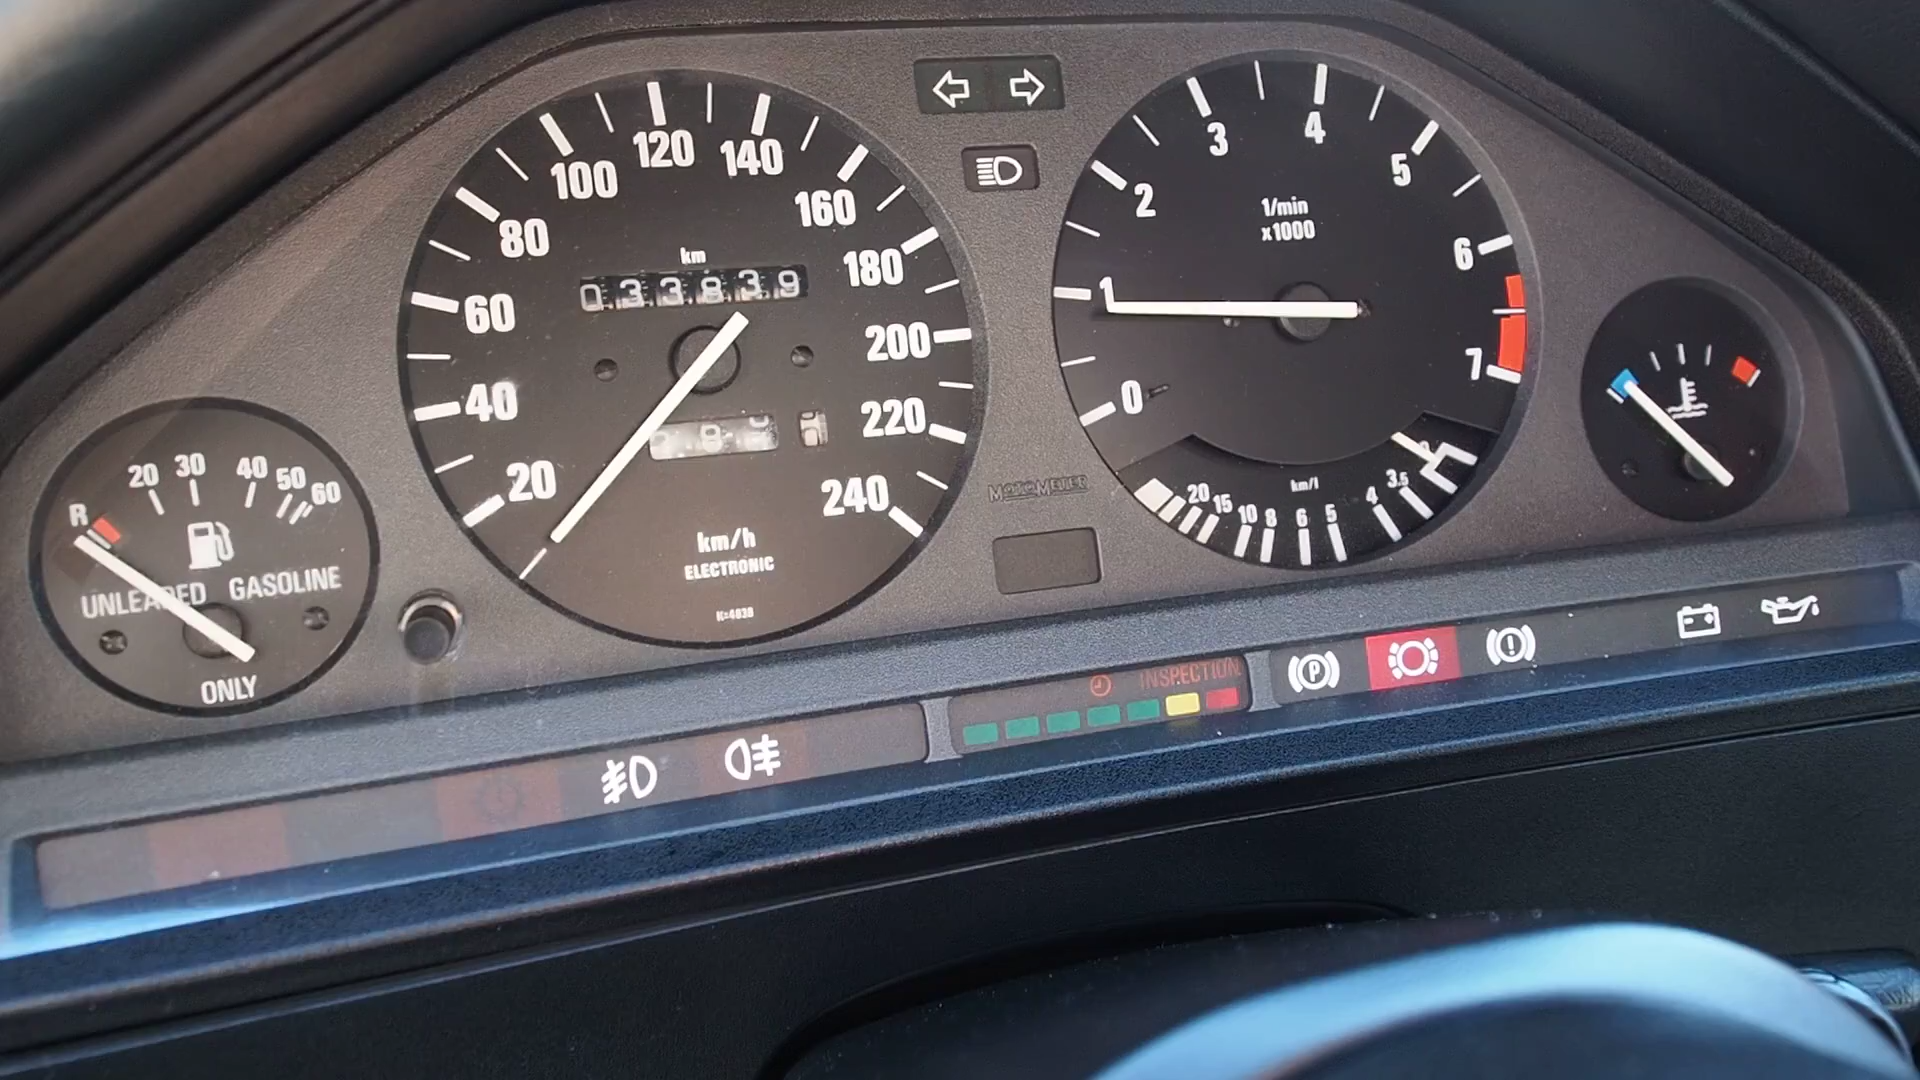 km
033839
20
40
60
80
100
120
140
160
180
200
220
240
km/h
ELECTRONIC
K=4938
R
20
30
40
50
60
UNLEADED GASOLINE
ONLY
MOTOMETER
0
1
2
3
4
5
6
7
1/min
x1000
km/l
20
15
10
8
6
5
4
3.5
INSPECTION
P